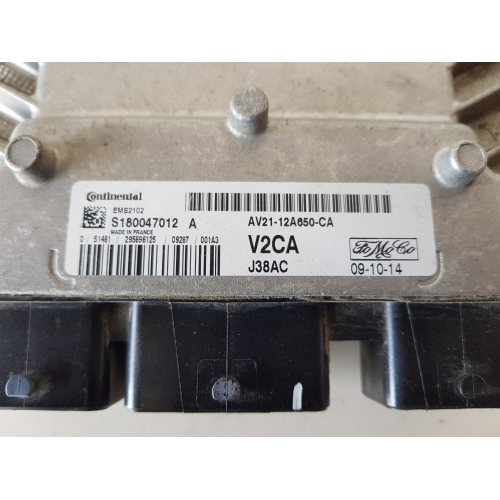 Continental
EMS2102
S180047012 A
MADE IN FRANCE
0 / 51461 / 295696125 / 09287 / 001A3
AV21-12A650-CA
V2CA
J38AC
FoMoCo
09-10-14